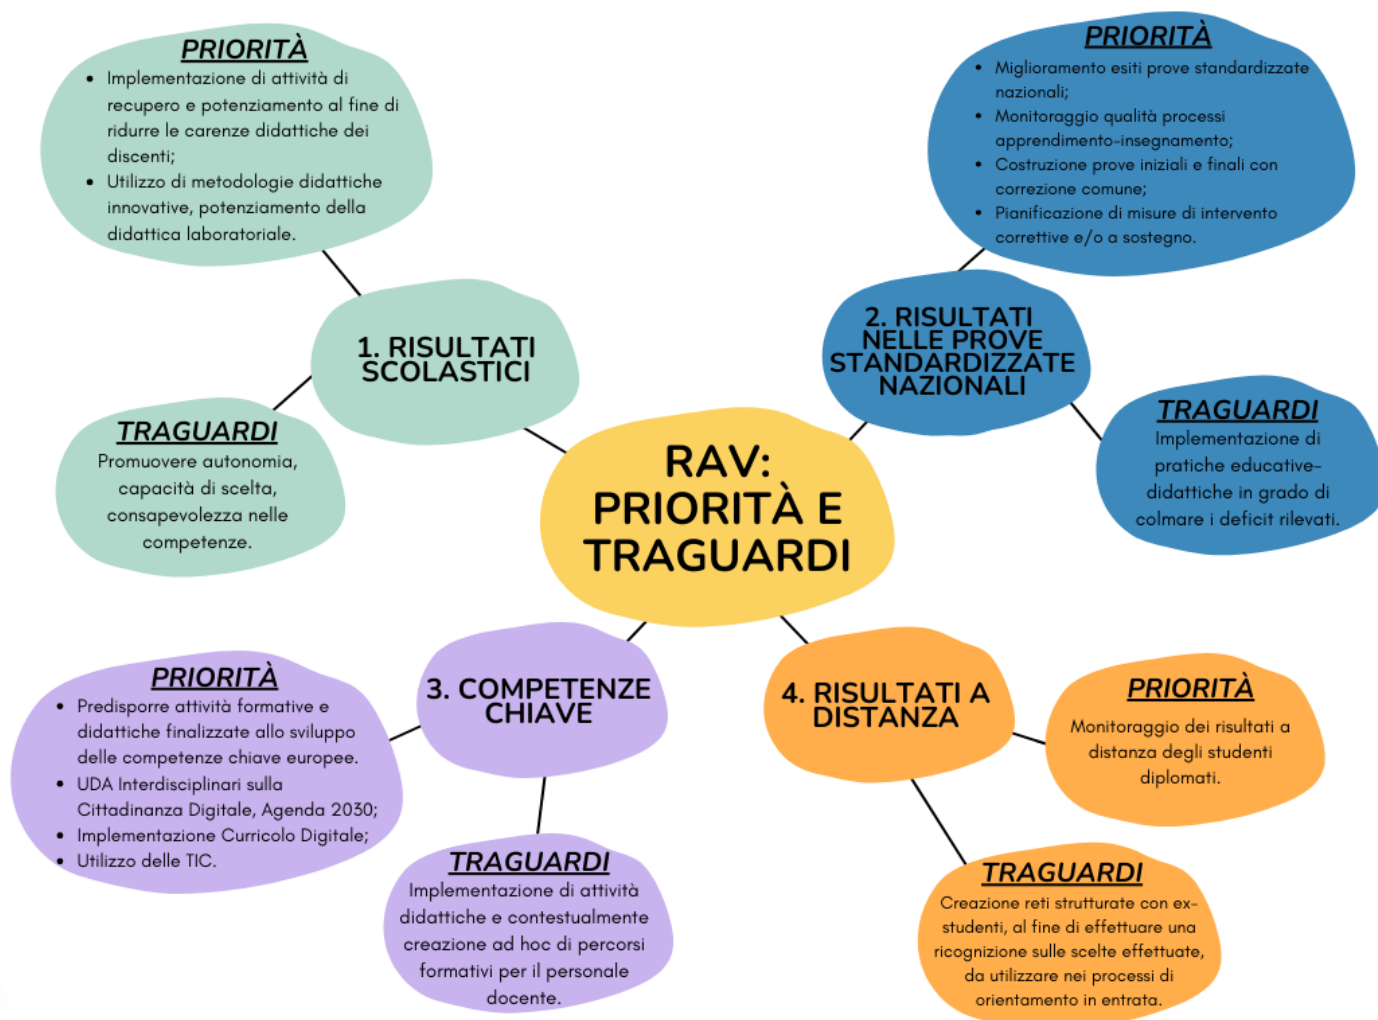 RAV:
PRIORITÀ E
TRAGUARDI
1. RISULTATI
SCOLASTICI
PRIORITÀ
• Implementazione di attività di
recupero e potenziamento al fine di
ridurre le carenze didattiche dei
discenti;
• Utilizzo di metodologie didattiche
innovative, potenziamento della
didattica laboratoriale.
TRAGUARDI
Promuovere autonomia,
capacità di scelta,
consapevolezza nelle
competenze.
2. RISULTATI
NELLE PROVE
STANDARDIZZATE
NAZIONALI
PRIORITÀ
• Miglioramento esiti prove standardizzate
nazionali;
• Monitoraggio qualità processi
apprendimento-insegnamento;
• Costruzione prove iniziali e finali con
correzione comune;
• Pianificazione di misure di intervento
correttive e/o a sostegno.
TRAGUARDI
Implementazione di
pratiche educative-
didattiche in grado di
colmare i deficit rilevati.
3. COMPETENZE
CHIAVE
PRIORITÀ
• Predisporre attività formative e
didattiche finalizzate allo sviluppo
delle competenze chiave europee.
• UDA Interdisciplinari sulla
Cittadinanza Digitale, Agenda 2030;
• Implementazione Curricolo Digitale;
• Utilizzo delle TIC.
TRAGUARDI
Implementazione di attività
didattiche e contestualmente
creazione ad hoc di percorsi
formativi per il personale
docente.
4. RISULTATI A
DISTANZA
PRIORITÀ
Monitoraggio dei risultati a
distanza degli studenti
diplomati.
TRAGUARDI
Creazione reti strutturate con ex-
studenti, al fine di effettuare una
ricognizione sulle scelte effettuate,
da utilizzare nei processi di
orientamento in entrata.